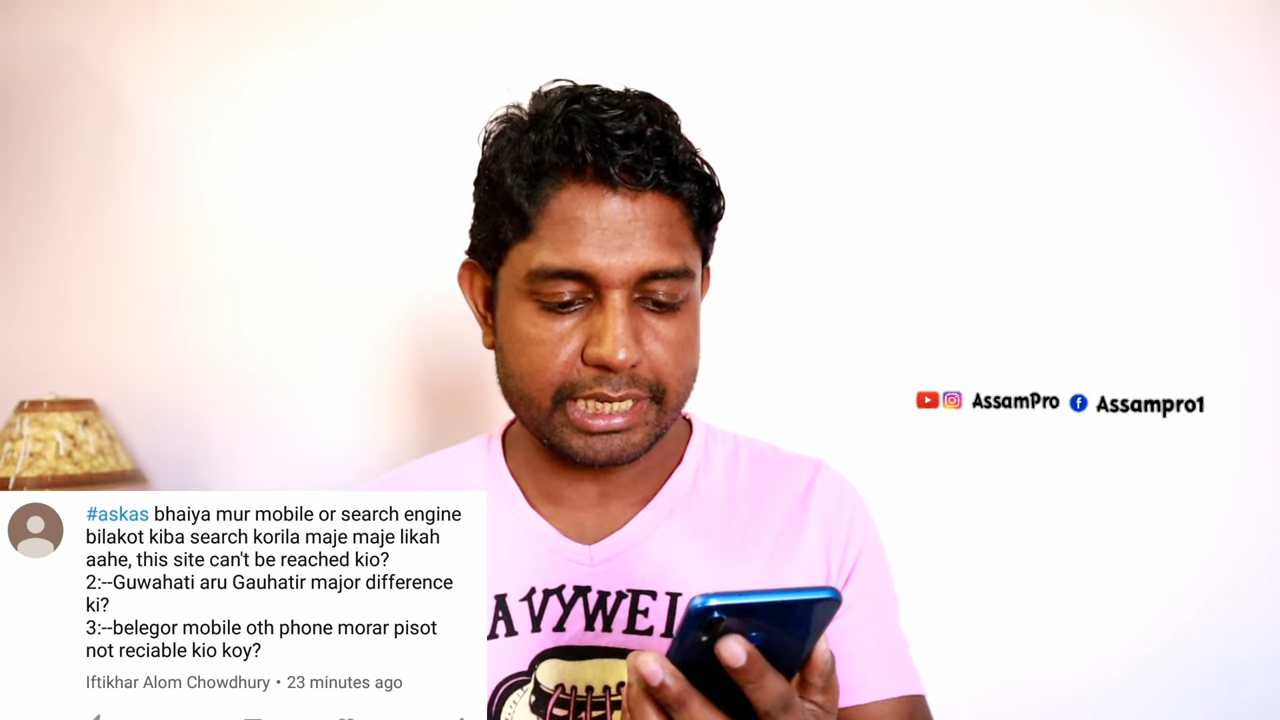 AssamPro Assampro1
#askas bhaiya mur mobile or search engine
bilakot kiba search korila maje maje likah
aahe, this site can't be reached kio?
2:--Guwahati aru Gauhatir major difference
ki?
3:--belegor mobile oth phone morar pisot
not reciable kio koy?
Iftikhar Alom Chowdhury • 23 minutes ago
AVYWEI